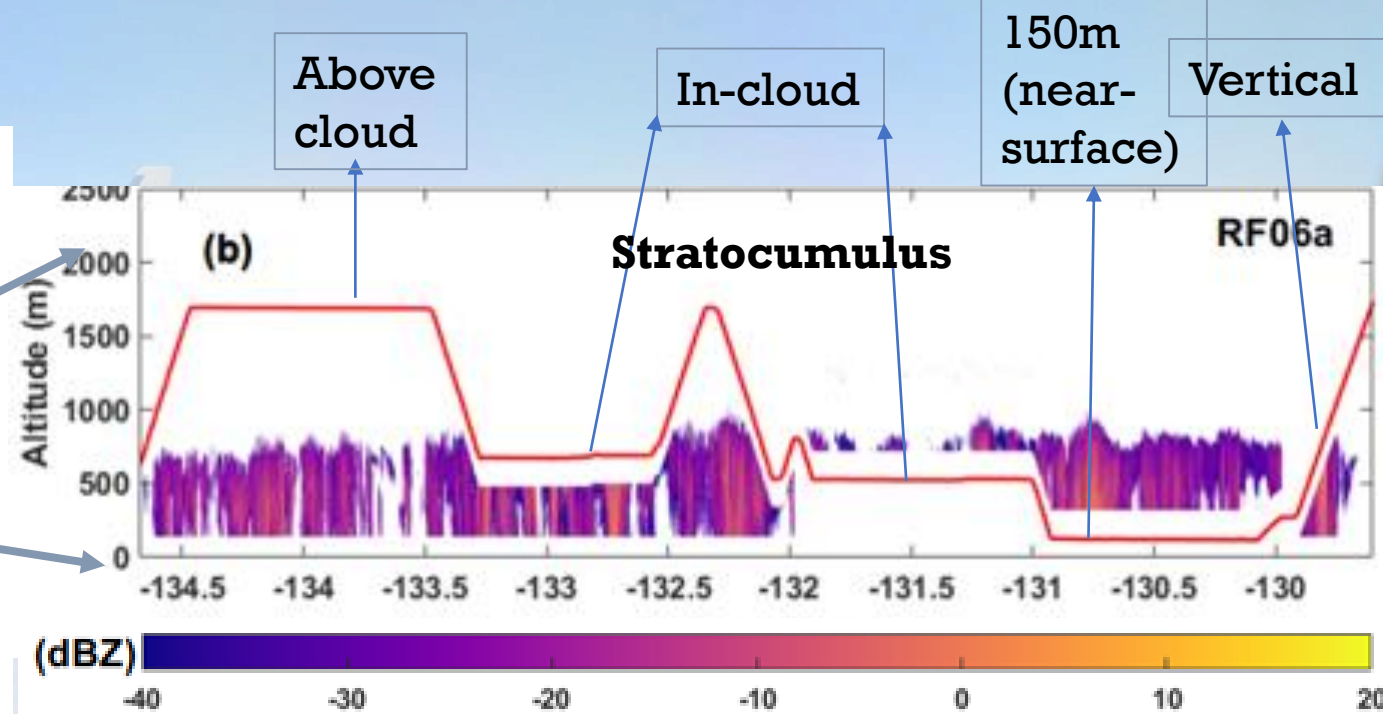 Above
cloud
In-cloud
150m
(near-
surface)
Vertical
2500
2000
1500
1000
500
0
Altitude (m)
(b)
Stratocumulus
RF06a
-134.5 -134 -133.5 -133 -132.5 -132 -131.5 -131 -130.5 -130
(dBZ)
-40 -30 -20 -10 0 10 20